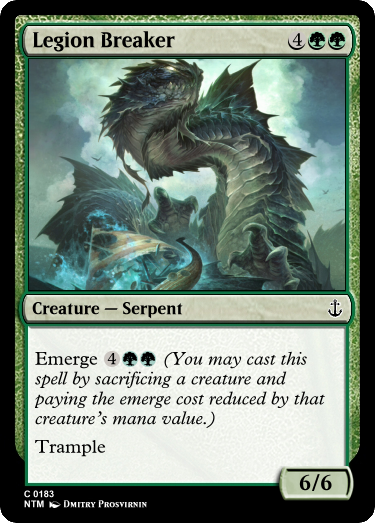 Legion Breaker 4
Creature — Serpent
Emerge 4 (You may cast this
spell by sacrificing a creature and
paying the emerge cost reduced by that
creature's mana value.)
Trample
6/6
C 0183
NTM Dmitry Prosvirnin